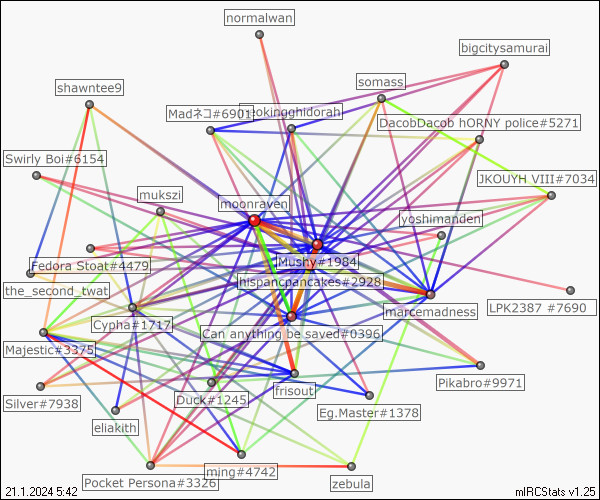 normalwan
bigcitysamurai
somass
shawntee9
Madネコ#6901
okingghidorah
DacobDacob hORNY police#5271
Swirly Boi#6154
JKOUYH VIII#7034
mukszi
moonraven
yoshimanden
Mushy#1984
Fedora Stoat#4479
hispancpancakes#2928
the_second_twat
LPK2387 #7690
marcemadness
Cypha#1717
Can anything be saved#0396
Majestic#3375
Pikabro#9971
frisout
Silver#7938
Duck#1245
Eg.Master#1378
eliakith
ming#4742
Pocket Persona#3326
zebula
21.1.2024 5:42
mIRCStats v1.25